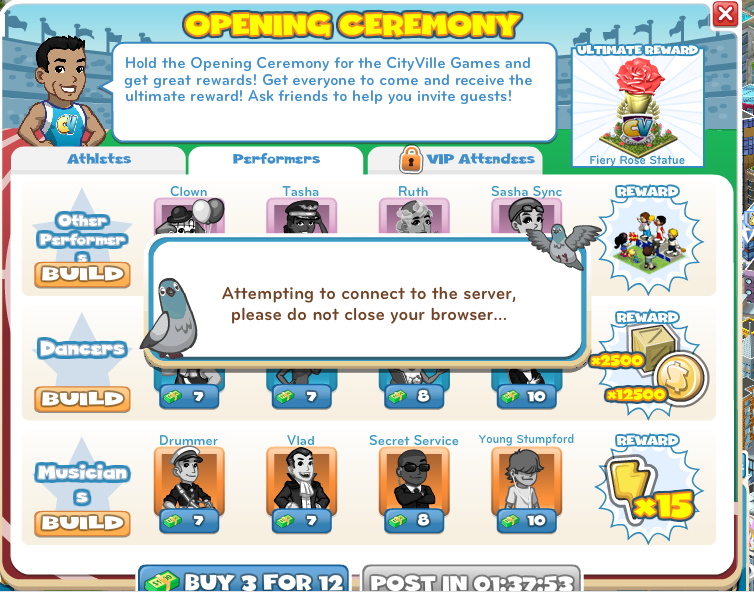 OPENING CEREMONY
Hold the Opening Ceremony for the CityVille Games and
get great rewards! Get everyone to come and receive the
ultimate reward! Ask friends to help you invite guests!
ULTIMATE REWARD
CV
CV
Fiery Rose Statue
Athletes
Performers
VIP Attendees
Clown
Tasha
Ruth
Sasha Sync
REWARD
Other
Performer
s
BUILD
Attempting to connect to the server,
please do not close your browser...
Dancers
BUILD
7
7
8
10
REWARD
x2500
x12500
Drummer
Vlad
Secret Service
Young Stumpford
REWARD
Musician
s
BUILD
7
7
8
10
x15
BUY 3 FOR 12
POST IN 01:37:53